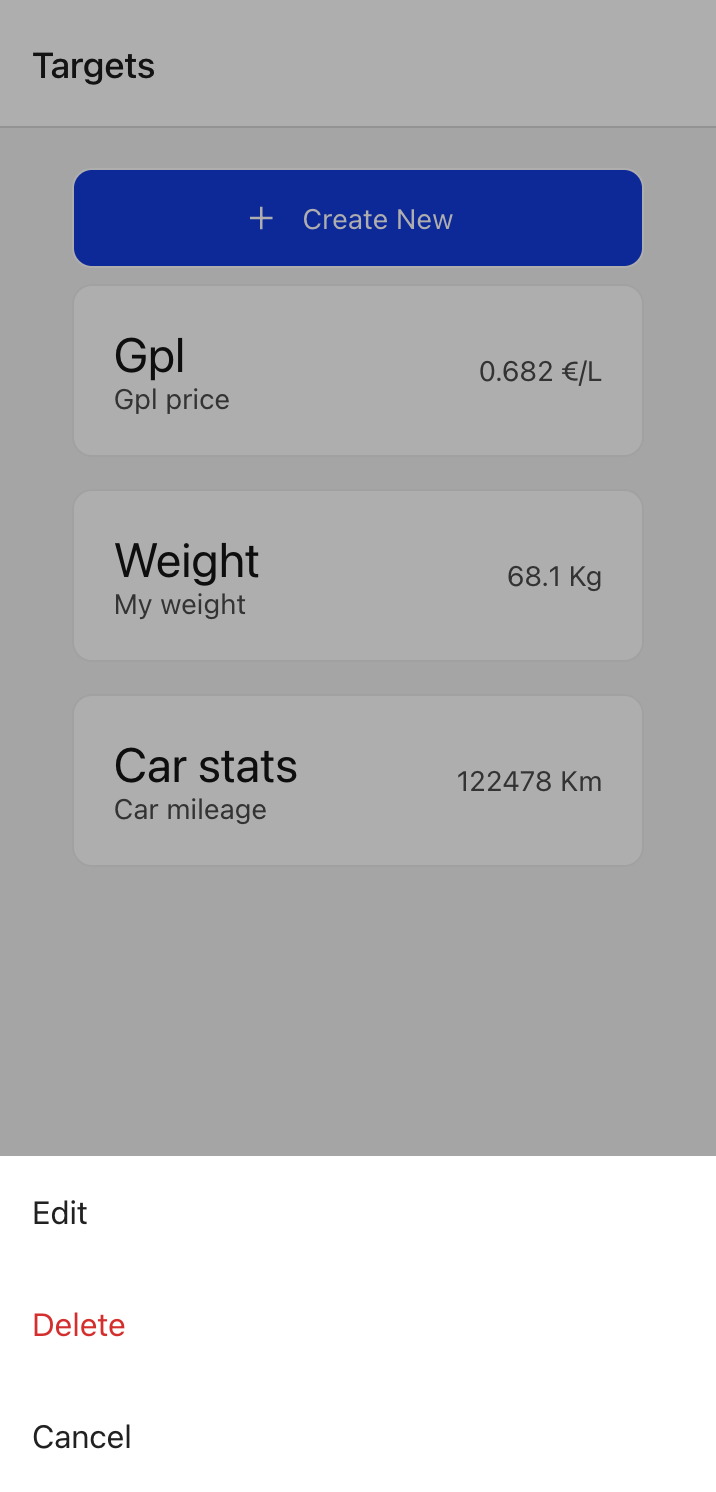 Targets
+ Create New
Gpl
Gpl price
0.682 €/L
Weight
My weight
68.1 Kg
Car stats
Car mileage
122478 Km
Edit
Delete
Cancel